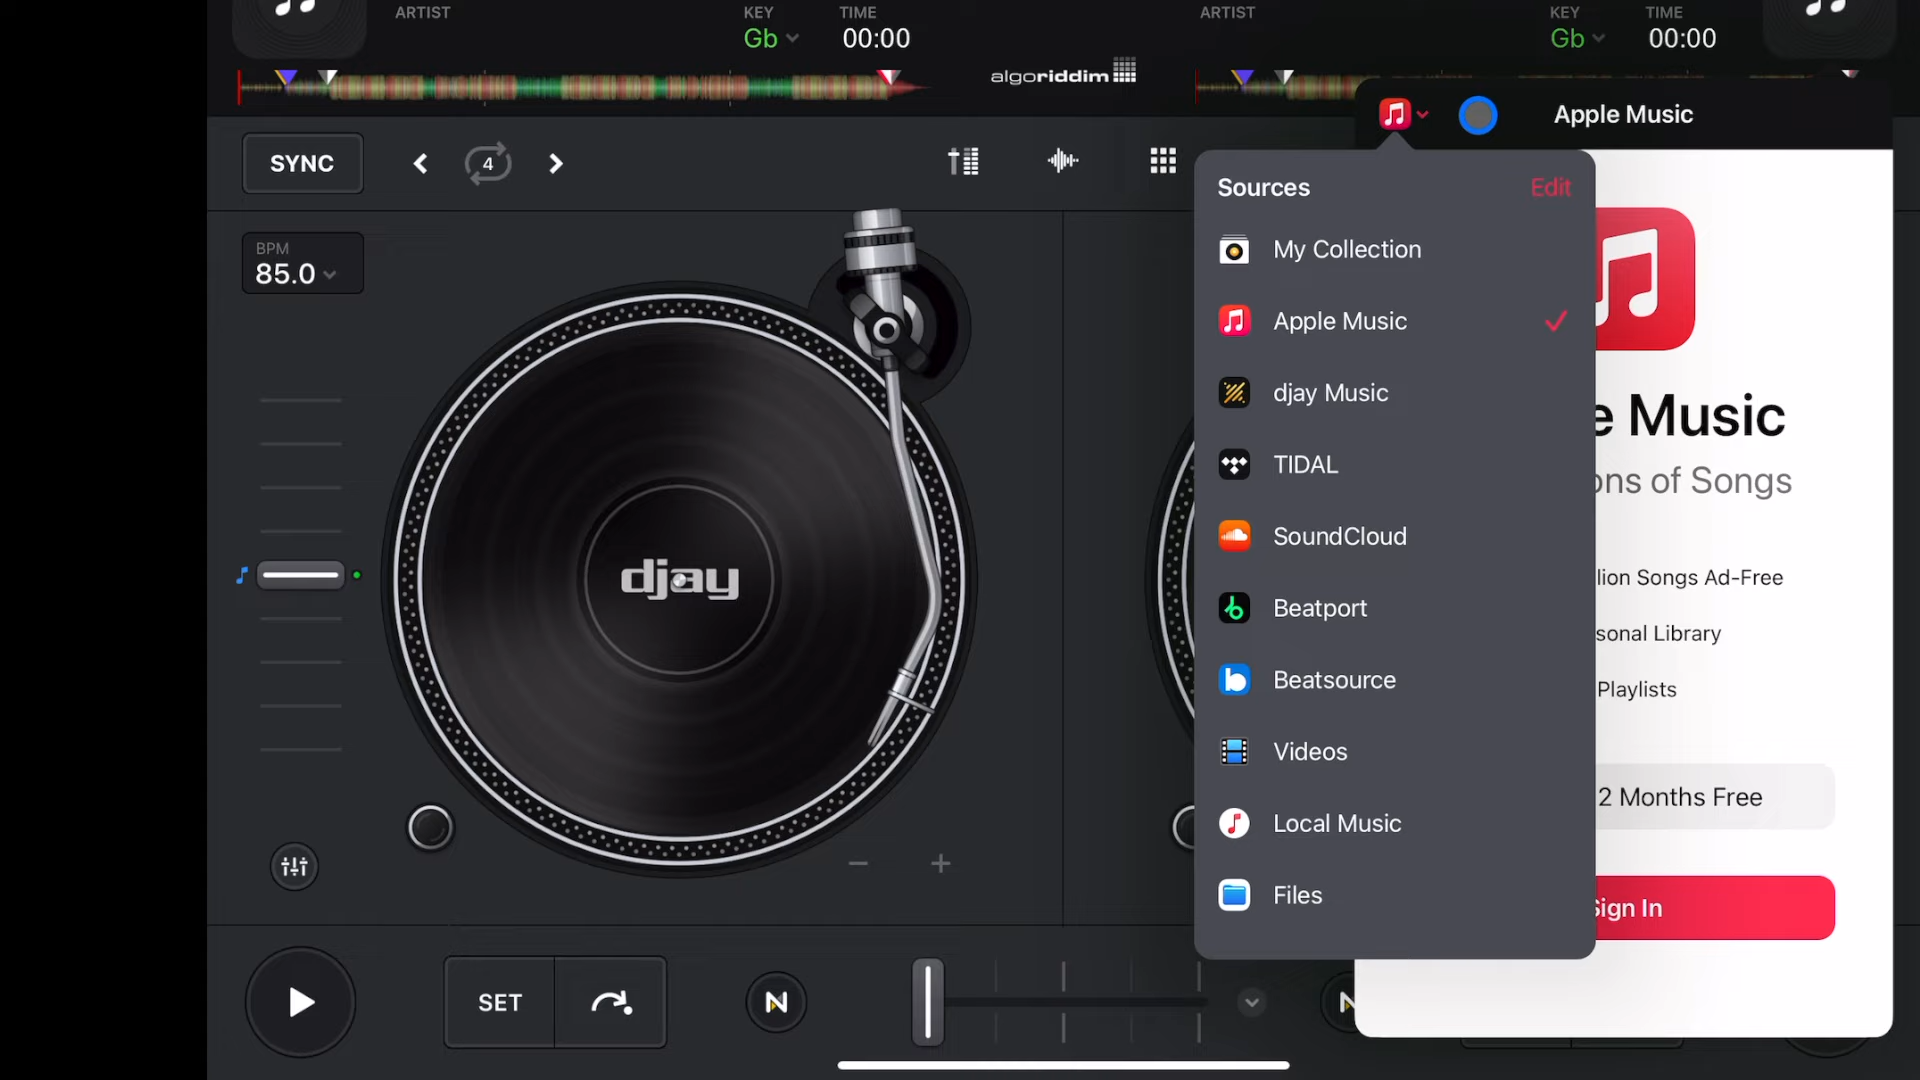 ARTIST
KEY
TIME
Gb
00:00
ARTIST
KEY
TIME
Gb
00:00
algoriddim
Apple Music
SYNC
4
BPM
85.0
djay
Sources
Edit
My Collection
Apple Music
djay Music
TIDAL
SoundCloud
Beatport
Beatsource
Videos
Local Music
Files
e Music
ons of Songs
lion Songs Ad-Free
sonal Library
Playlists
2 Months Free
Sign In
SET
N
N